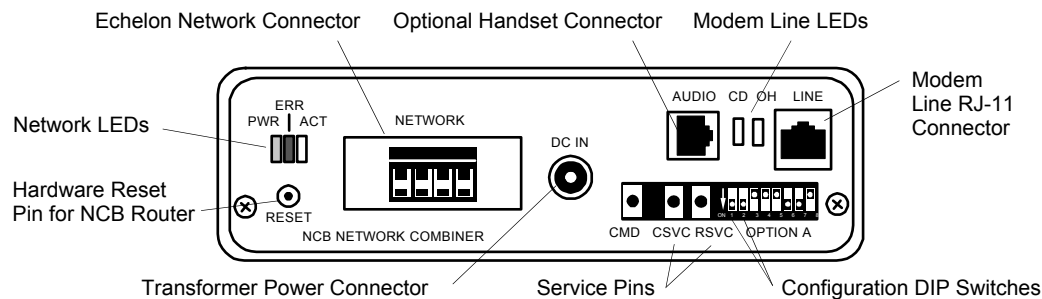 Echelon Network Connector
Optional Handset Connector
Modem Line LEDs
Modem
Line RJ-11
Connector
Network LEDs
Hardware Reset
Pin for NCB Router
ERR
PWR
ACT
NETWORK
DC IN
AUDIO
CD
OH
LINE
RESET
NCB NETWORK COMBINER
ON 1 2 3 4 5 6 7 8
CMD
CSVC
RSVC
OPTION A
Transformer Power Connector
Service Pins
Configuration DIP Switches